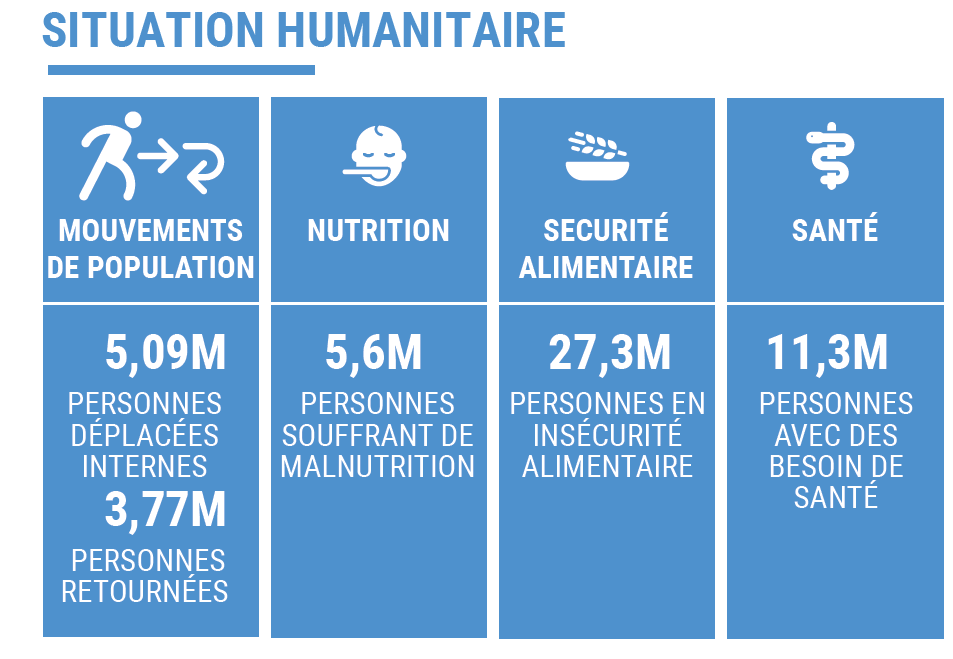 SITUATION HUMANITAIRE
MOUVEMENTS
DE POPULATION
5,09M
PERSONNES
DÉPLACÉES
INTERNES
3,77M
PERSONNES
RETOURNÉES
NUTRITION
5,6M
PERSONNES
SOUFFRANT DE
MALNUTRITION
SECURITÉ
ALIMENTAIRE
27,3M
PERSONNES EN
INSÉCURITÉ
ALIMENTAIRE
SANTÉ
11,3M
PERSONNES
AVEC DES
BESOIN DE
SANTÉ